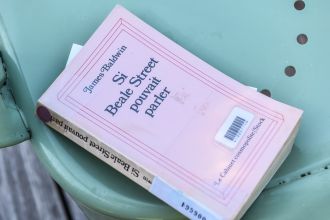 James Baldwin
Si
Beale Street
pouvait
parler
Le Cabinet cosmopolite/Stock
Si Beale Street pouvait parler